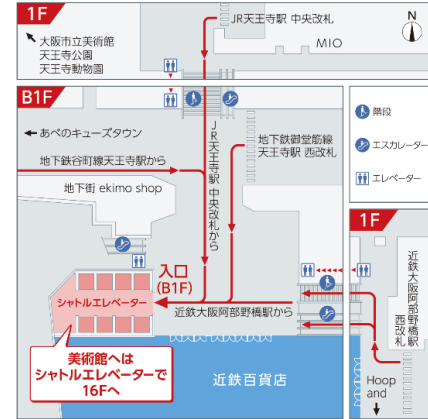 1F
JR天王寺駅 中央改札
N
大阪市立美術館
天王寺公園
天王寺動物園
MIO
B1F
あべのキューズタウン
JR天王寺駅 中央改札から
地下鉄御堂筋線
天王寺駅 西改札
階段
エスカレーター
エレベーター
地下鉄谷町線天王寺駅から
地下街 ekimo shop
1F
入口
(B1F)
シャトルエレベーター
近鉄大阪阿部野橋駅から
近鉄大阪阿部野橋駅
西改札
美術館へは
シャトルエレベーターで
16Fへ
近鉄百貨店
Hoop
and